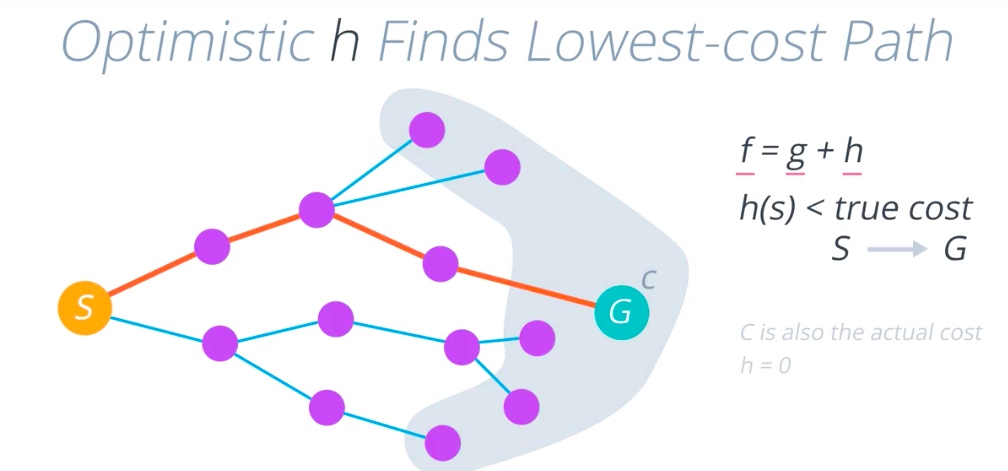 Optimistic h Finds Lowest-cost Path
f = g + h
h(s) < true cost
S → G
C is also the actual cost
h = 0
S
C
G